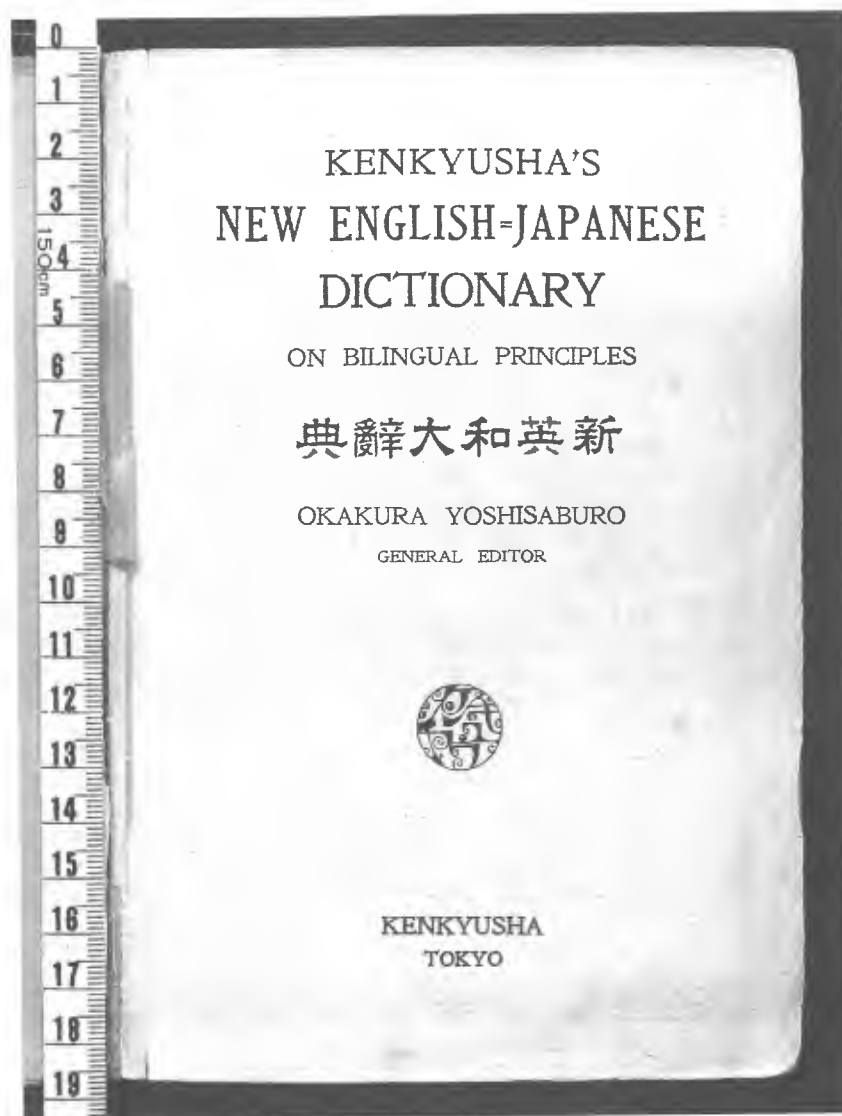 0
1
2
3
150cm
4
5
6
7
8
9
10
11
12
13
14
15
16
17
18
19
KENKYUSHA'S
NEW ENGLISH=JAPANESE
DICTIONARY
ON BILINGUAL PRINCIPLES
典辭大和英新
OKAKURA YOSHISABURO
GENERAL EDITOR
KENKYUSHA
TOKYO